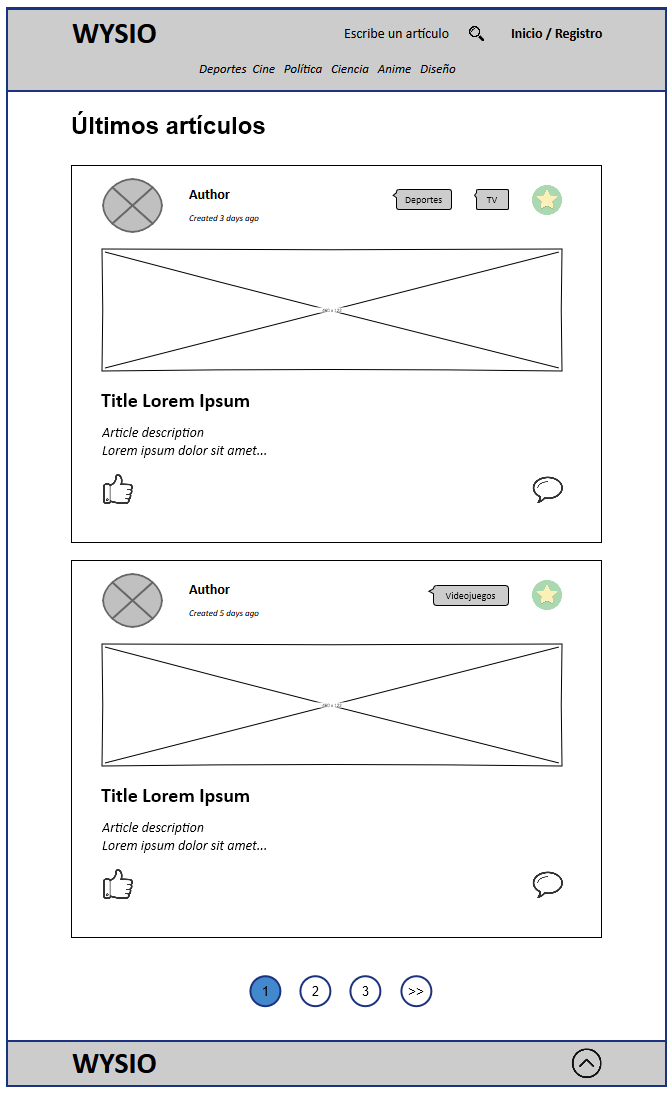 WYSIO
Escribe un artículo
Inicio / Registro
Deportes Cine Política Ciencia Anime Diseño
Últimos artículos
Author
Created 3 days ago
Deportes
TV
Title Lorem Ipsum
Article description
Lorem ipsum dolor sit amet...
Author
Created 5 days ago
Videojuegos
Title Lorem Ipsum
Article description
Lorem ipsum dolor sit amet...
1 2 3 >>
WYSIO